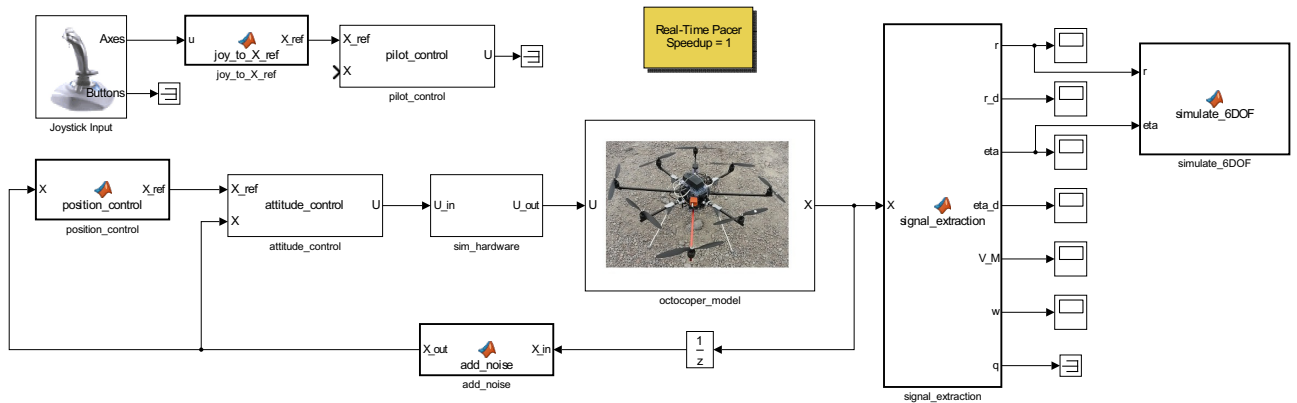 Axes
Buttons
Joystick Input
u
X_ref
joy_to_X_ref
joy_to_X_ref
X_ref
X
pilot_control
U
pilot_control
Real-Time Pacer
Speedup = 1
X
X_ref
position_control
position_control
X_ref
X
attitude_control
U
attitude_control
U_in
U_out
sim_hardware
U
X
octocoper_model
X_out
X_in
add_noise
add_noise
1
z
X
signal_extraction
r
r_d
eta
eta_d
V_M
w
q
signal_extraction
r
eta
simulate_6DOF
simulate_6DOF